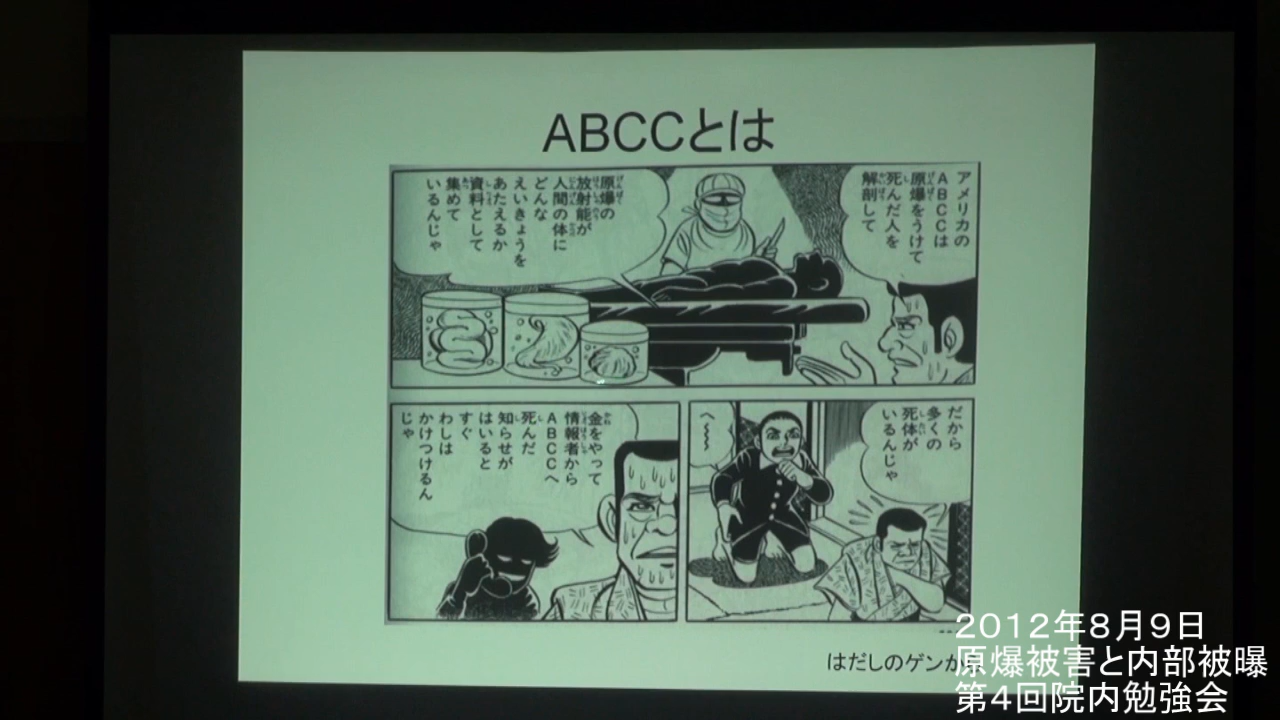 ABCCとは
アメリカの
ABCCは
原爆をうけて
死んだ人を
解剖して
原爆の
放射能が
人間の体に
どんな
えいきょうを
あたえるか
資料として
集めて
いるんじゃ
だから
多くの
死体が
いるんじゃ
へ〜〜
金をやって
情報者から
ABCCへ
死んだ
知らせが
はいると
すぐ
わしは
かけつけるん
じゃ
はだしのゲンから
2012年8月9日
原爆被害と内部被曝
第4回院内勉強会